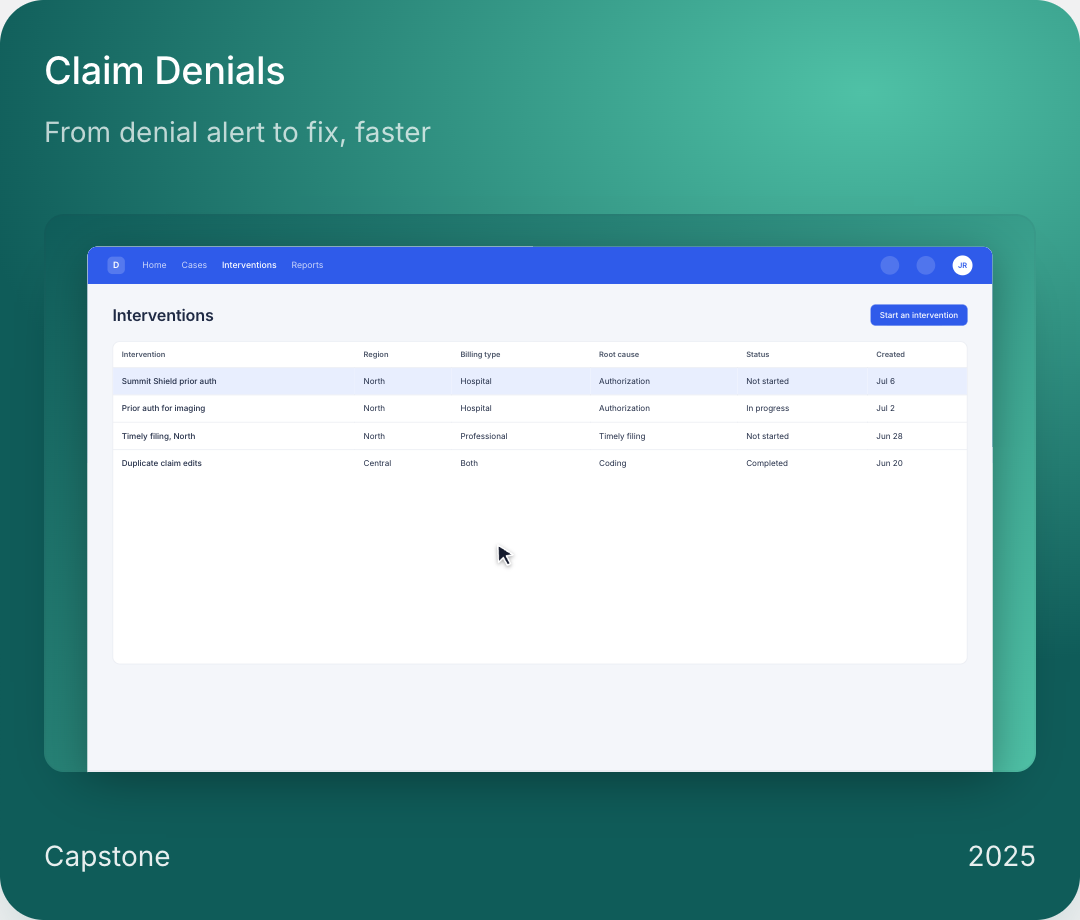 Claim Denials
From denial alert to fix, faster
D Home Cases Interventions Reports JR
Interventions Start an intervention
Intervention Region Billing type Root cause Status Created
Summit Shield prior auth North Hospital Authorization Not started Jul 6
Prior auth for imaging North Hospital Authorization In progress Jul 2
Timely filing, North North Professional Timely filing Not started Jun 28
Duplicate claim edits Central Both Coding Completed Jun 20
Capstone 2025